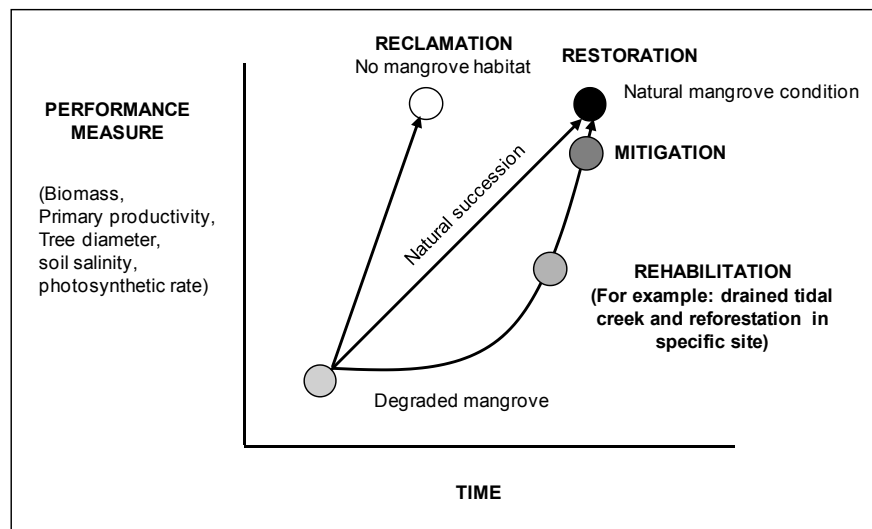 RECLAMATION
No mangrove habitat
RESTORATION
Natural mangrove condition
PERFORMANCE
MEASURE
MITIGATION
(Biomass,
Primary productivity,
Tree diameter,
soil salinity,
photosynthetic rate)
Natural succession
REHABILITATION
(For example: drained tidal
creek and reforestation in
specific site)
Degraded mangrove
TIME